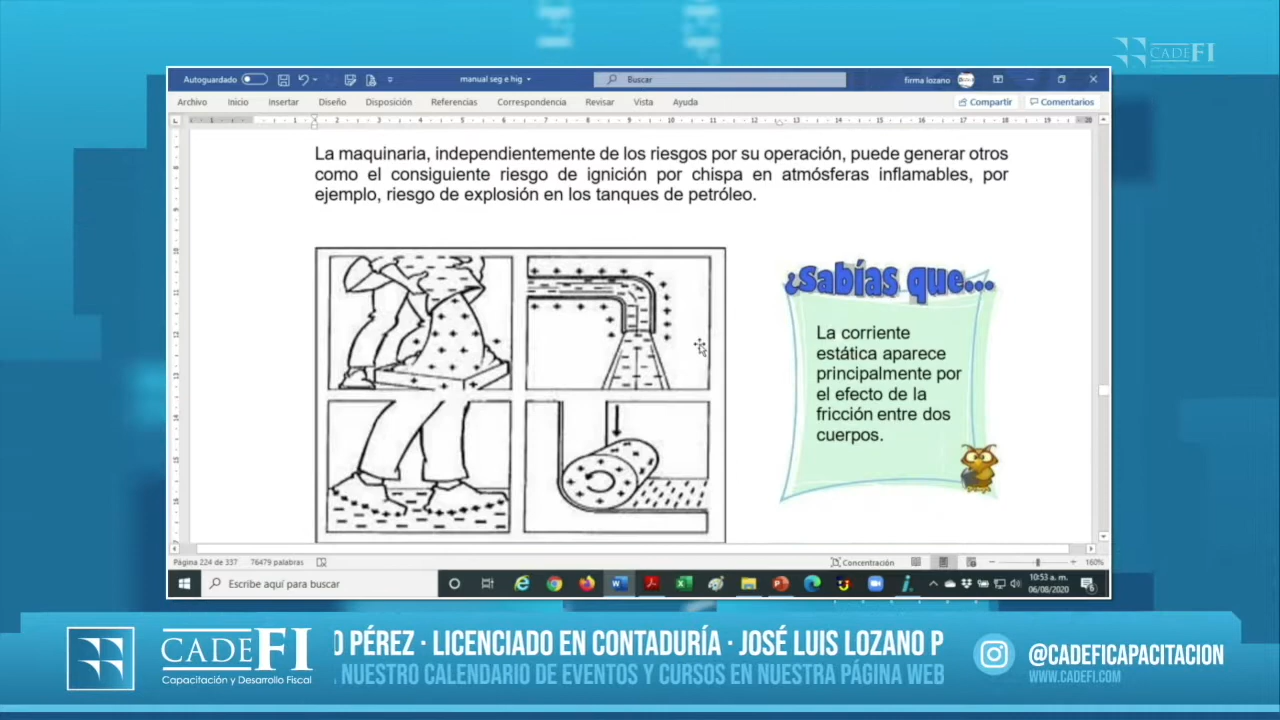 CADEFI
Autoguardado
manual seg e hig
Buscar
firma lozano
Archivo Inicio Insertar Diseño Disposición Referencias Correspondencia Revisar Vista Ayuda
Compartir
Comentarios
La maquinaria, independientemente de los riesgos por su operación, puede generar otros
como el consiguiente riesgo de ignición por chispa en atmósferas inflamables, por
ejemplo, riesgo de explosión en los tanques de petróleo.
¿Sabías que...
La corriente
estática aparece
principalmente por
el efecto de la
fricción entre dos
cuerpos.
Página 224 de 337 76479 palabras
Concentración
160%
Escribe aquí para buscar
10:53 a. m.
06/08/2020
CADEFI
Capacitación y Desarrollo Fiscal
O PÉREZ · LICENCIADO EN CONTADURÍA · JOSÉ LUIS LOZANO P
NUESTRO CALENDARIO DE EVENTOS Y CURSOS EN NUESTRA PÁGINA WEB
@CADEFICAPACITACION
WWW.CADEFI.COM